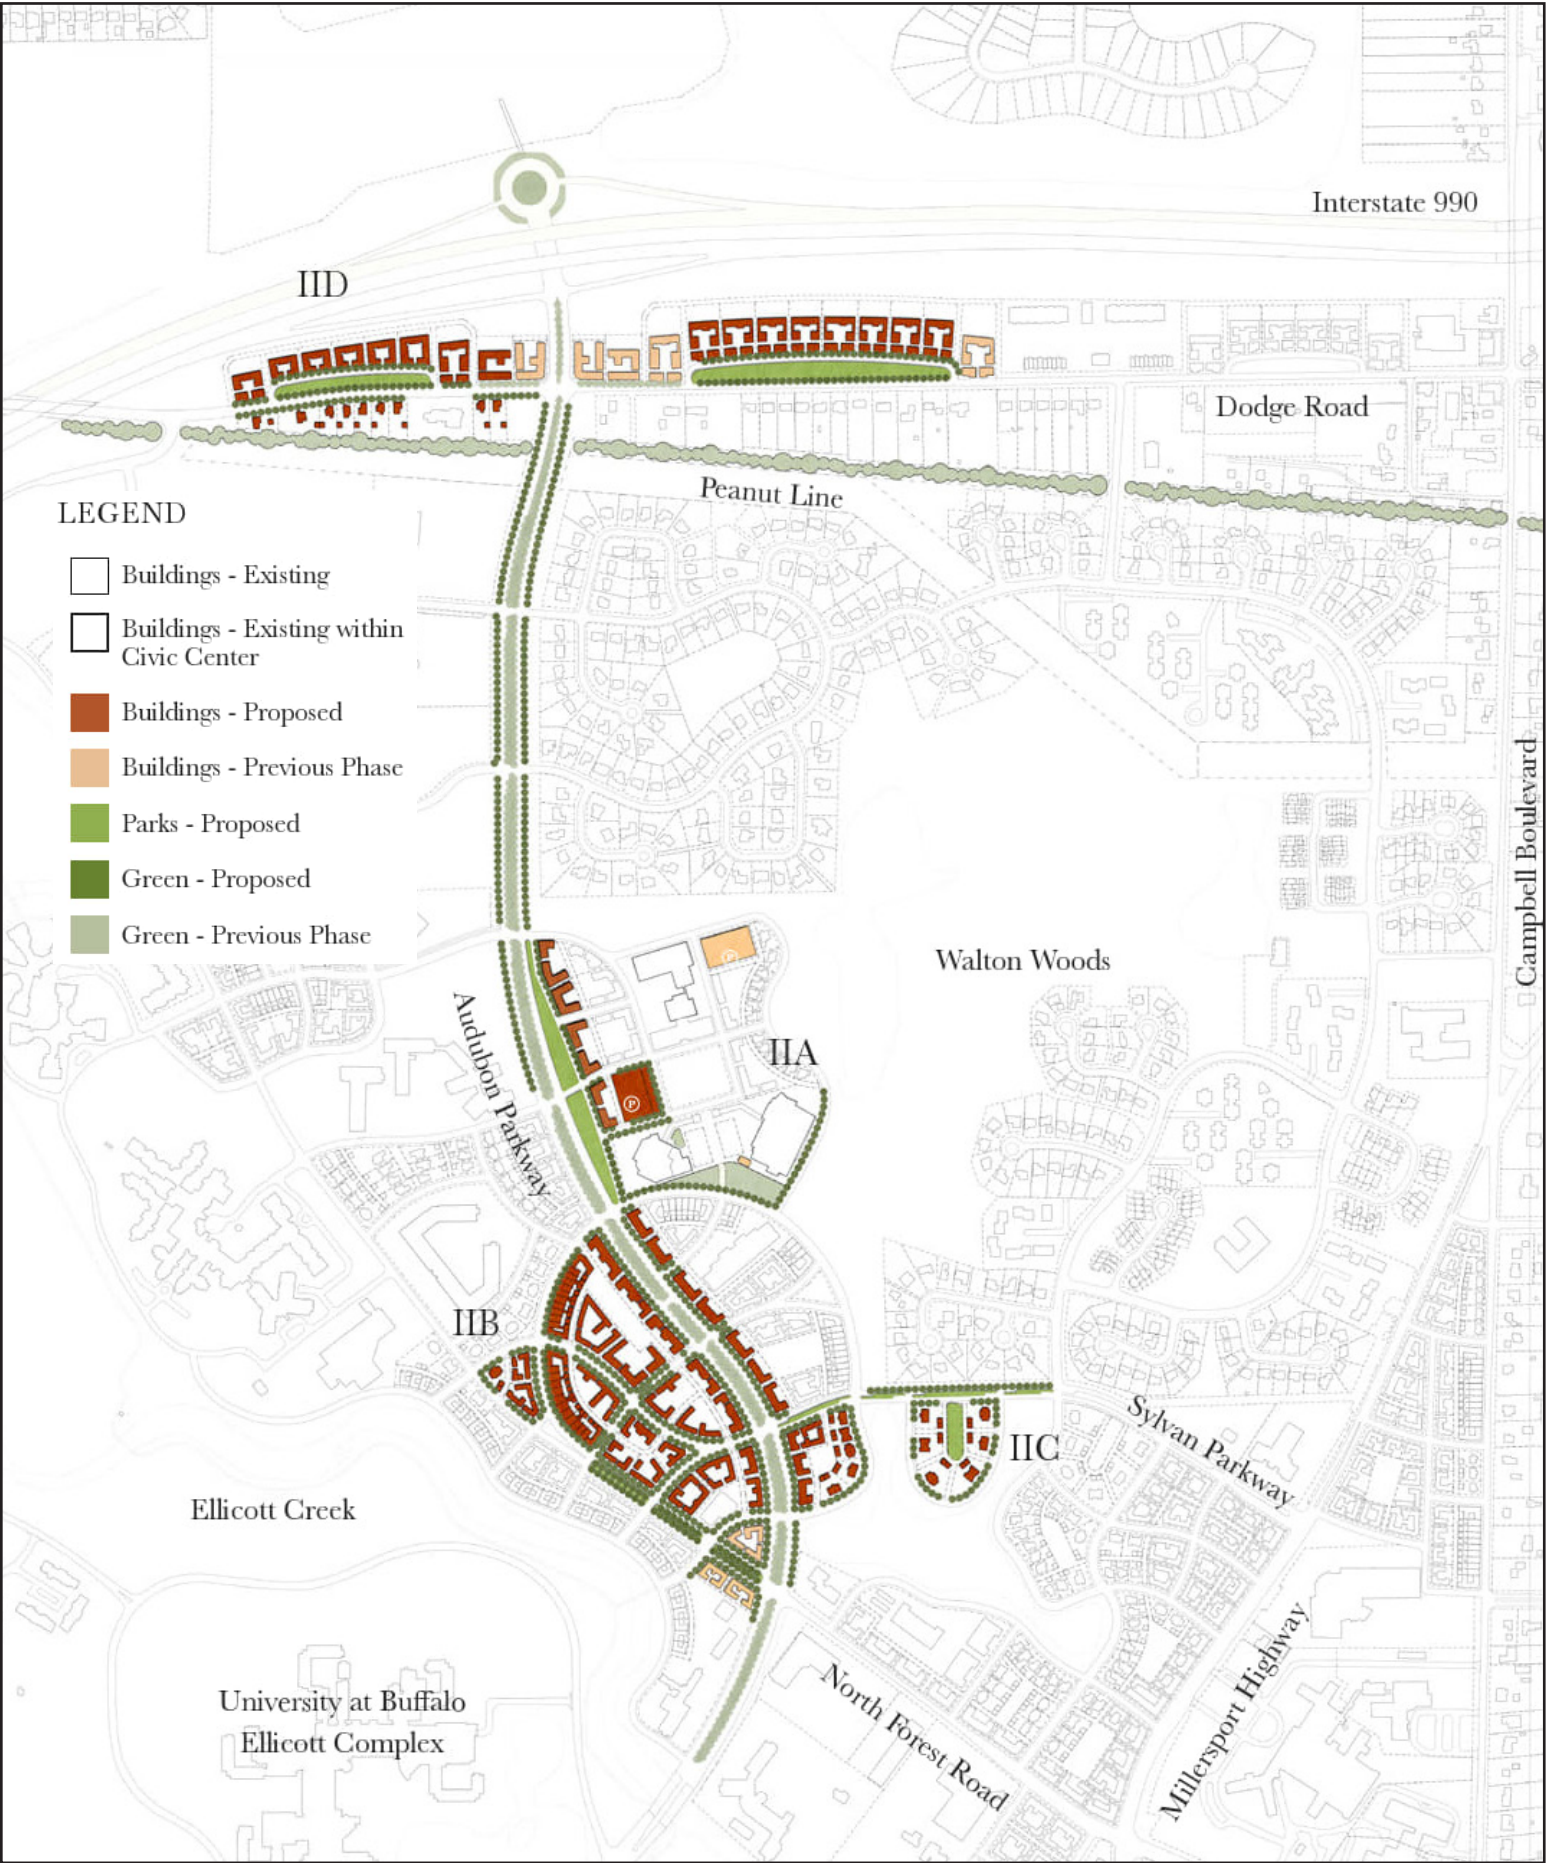 Interstate 990
IID
Dodge Road
Peanut Line
LEGEND
Buildings - Existing
Buildings - Existing within
Civic Center
Buildings - Proposed
Buildings - Previous Phase
Parks - Proposed
Green - Proposed
Green - Previous Phase
Campbell Boulevard
P
Walton Woods
Audubon Parkway
IIA
P
IIB
Sylvan Parkway
IIC
Ellicott Creek
University at Buffalo
Ellicott Complex
North Forest Road
Millersport Highway